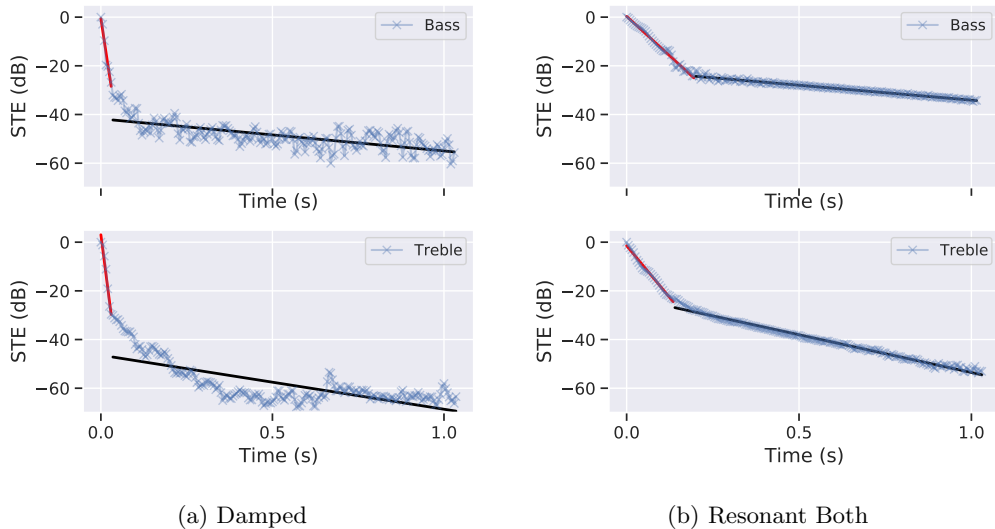 0
−20
−40
−60
STE (dB)
Bass
Time (s)
0
−20
−40
−60
STE (dB)
Bass
Time (s)
0
−20
−40
−60
STE (dB)
Treble
0.0 0.5 1.0
Time (s)
0
−20
−40
−60
STE (dB)
Treble
0.0 0.5 1.0
Time (s)
(a) Damped
(b) Resonant Both